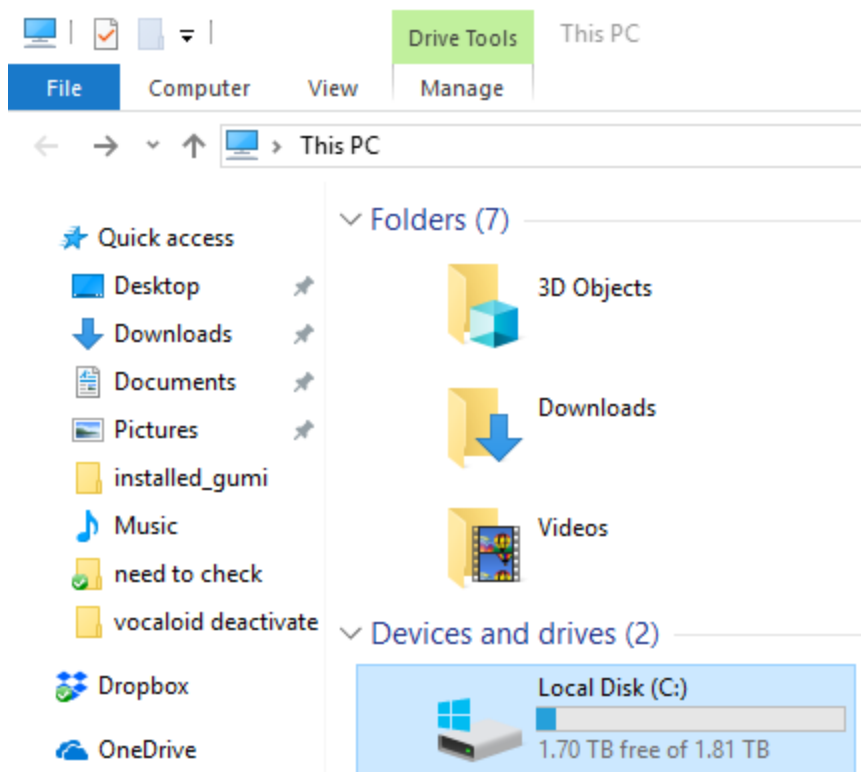 Drive Tools
This PC
File
Computer
View
Manage
This PC
Quick access
Desktop
Downloads
Documents
Pictures
installed_gumi
Music
need to check
vocaloid deactivate
Dropbox
OneDrive
Folders (7)
3D Objects
Downloads
Videos
Devices and drives (2)
Local Disk (C:)
1.70 TB free of 1.81 TB